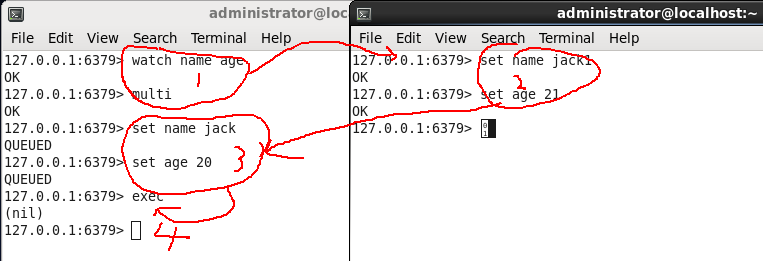 administrator@loca
File Edit View Search Terminal Help
127.0.0.1:6379> watch name age
OK
127.0.0.1:6379> multi
OK
127.0.0.1:6379> set name jack
QUEUED
127.0.0.1:6379> set age 20
QUEUED
127.0.0.1:6379> exec
(nil)
127.0.0.1:6379>
1
3
4
administrator@localhost:~
File Edit View Search Terminal Help
127.0.0.1:6379> set name jack1
OK
127.0.0.1:6379> set age 21
OK
127.0.0.1:6379>
2